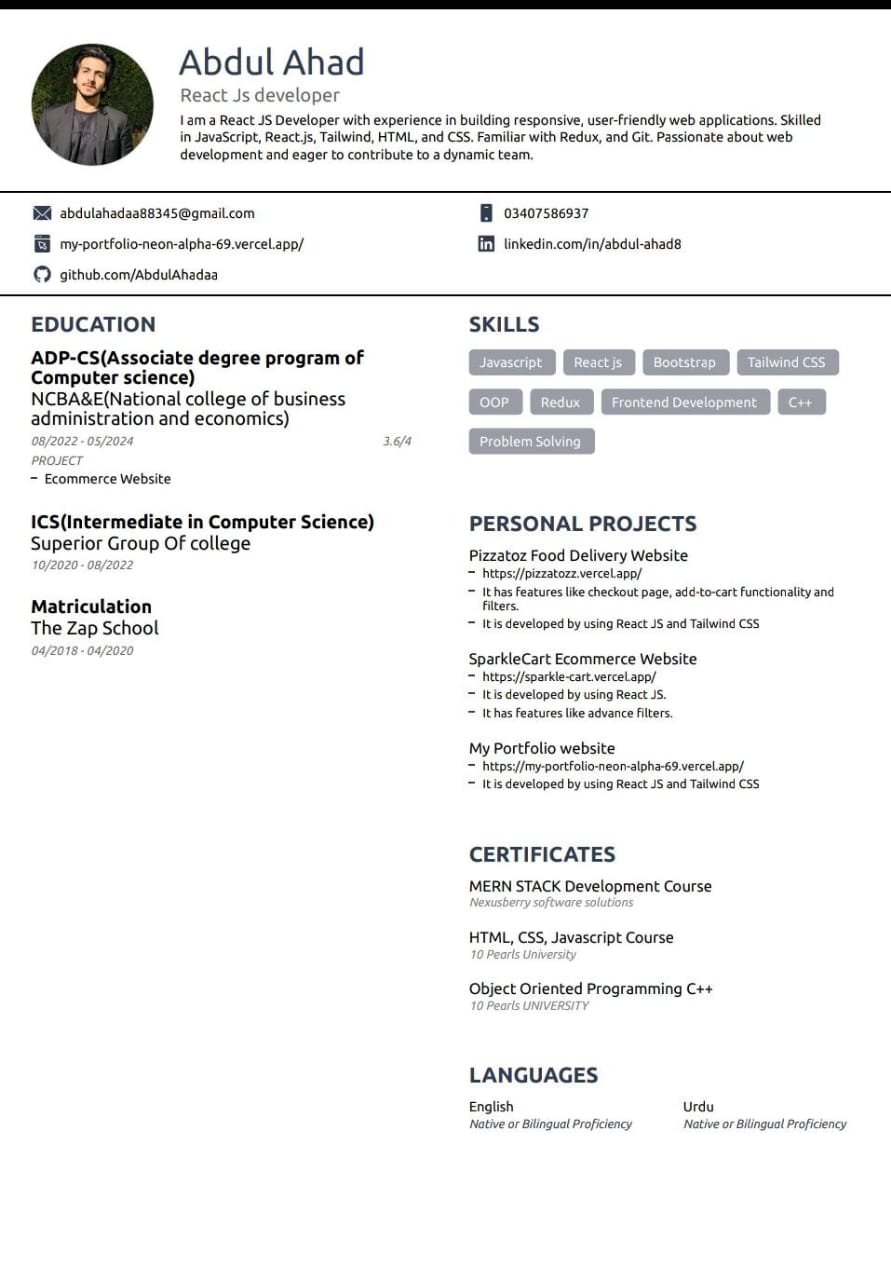 Abdul Ahad
React Js developer
I am a React JS Developer with experience in building responsive, user-friendly web applications. Skilled
in JavaScript, React.js, Tailwind, HTML, and CSS. Familiar with Redux, and Git. Passionate about web
development and eager to contribute to a dynamic team.
abdulahadaa88345@gmail.com
03407586937
my-portfolio-neon-alpha-69.vercel.app/
linkedin.com/in/abdul-ahad8
github.com/AbdulAhadaa
EDUCATION
ADP-CS(Associate degree program of
Computer science)
NCBA&E(National college of business
administration and economics)
08/2022 - 05/2024 3.6/4
PROJECT
– Ecommerce Website
ICS(Intermediate in Computer Science)
Superior Group Of college
10/2020 - 08/2022
Matriculation
The Zap School
04/2018 - 04/2020
SKILLS
Javascript React js Bootstrap Tailwind CSS
OOP Redux Frontend Development C++
Problem Solving
PERSONAL PROJECTS
Pizzatoz Food Delivery Website
– https://pizzatozz.vercel.app/
– It has features like checkout page, add-to-cart functionality and
filters.
– It is developed by using React JS and Tailwind CSS
SparkleCart Ecommerce Website
– https://sparkle-cart.vercel.app/
– It is developed by using React JS.
– It has features like advance filters.
My Portfolio website
– https://my-portfolio-neon-alpha-69.vercel.app/
– It is developed by using React JS and Tailwind CSS
CERTIFICATES
MERN STACK Development Course
Nexusberry software solutions
HTML, CSS, Javascript Course
10 Pearls University
Object Oriented Programming C++
10 Pearls UNIVERSITY
LANGUAGES
English
Native or Bilingual Proficiency
Urdu
Native or Bilingual Proficiency